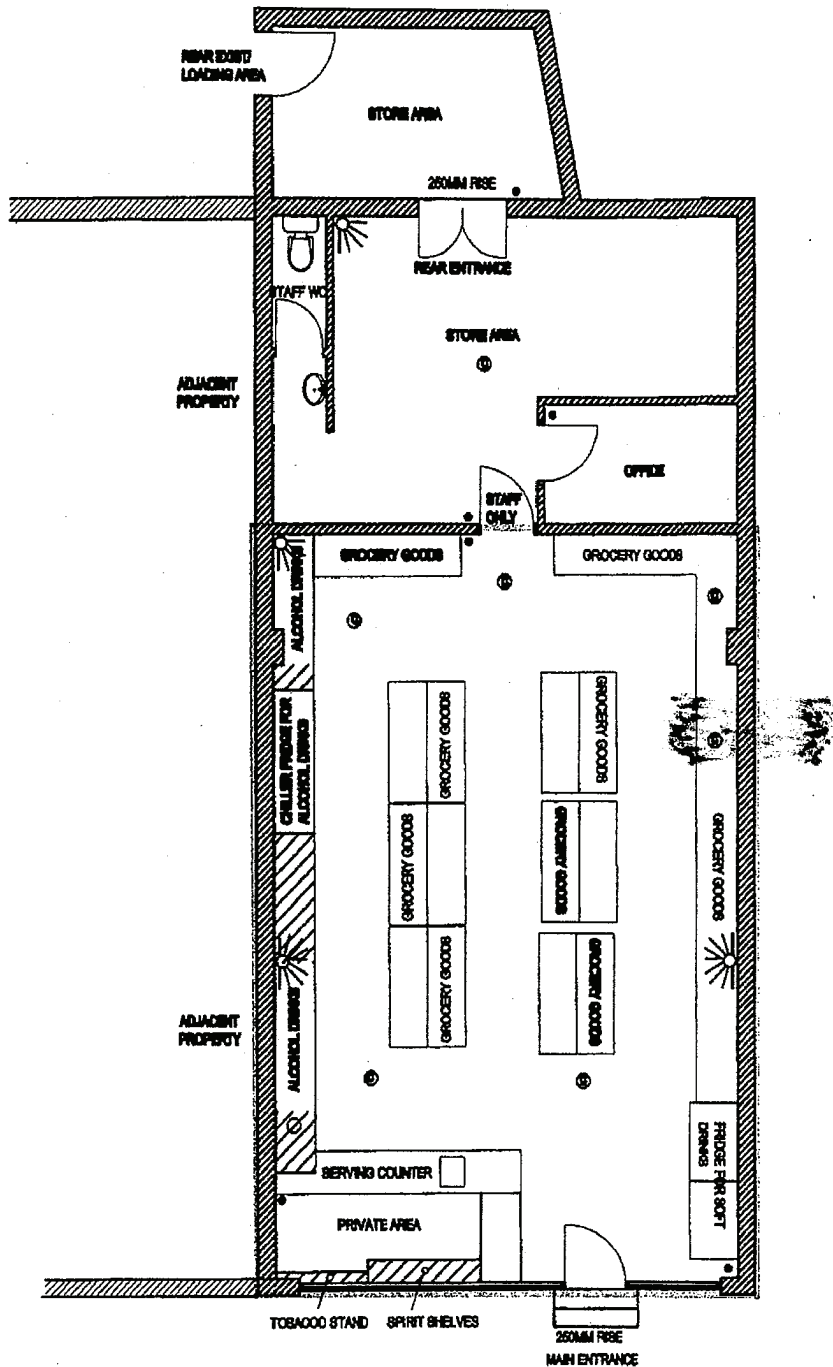 REAR EXIST/
LOADING AREA
STORE AREA
250MM RISE
REAR ENTRANCE
STAFF WC
STORE AREA
ADJACENT
PROPERTY
OFFICE
STAFF
ONLY
GROCERY GOODS
GROCERY GOODS
ALCOHOL DRINKS
CHILLER FRIDGE FOR
ALCOHOL DRINKS
GROCERY GOODS
GROCERY GOODS
GROCERY GOODS
GROCERY GOODS
GROCERY GOODS
GROCERY GOODS
GROCERY GOODS
ADJACENT
PROPERTY
ALCOHOL DRINKS
FRIDGE FOR SOFT
DRINKS
SERVING COUNTER
PRIVATE AREA
TOBACCO STAND
SPIRIT SHELVES
250MM RISE
MAIN ENTRANCE